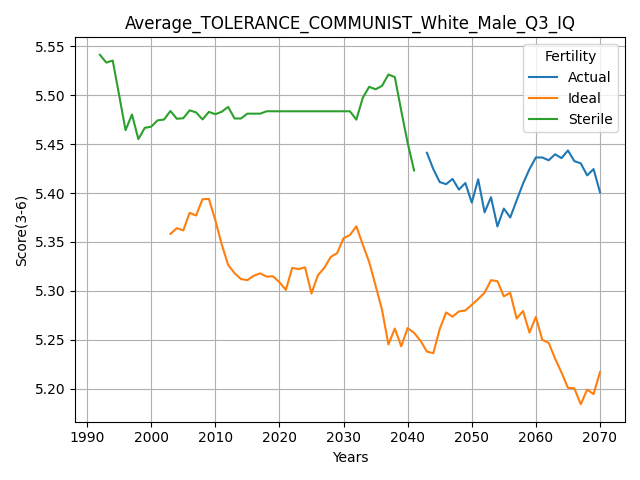 Average_TOLERANCE_COMMUNIST_White_Male_Q3_IQ
Fertility
Actual
Ideal
Sterile
Score(3-6)
5.55
5.50
5.45
5.40
5.35
5.30
5.25
5.20
1990 2000 2010 2020 2030 2040 2050 2060 2070
Years